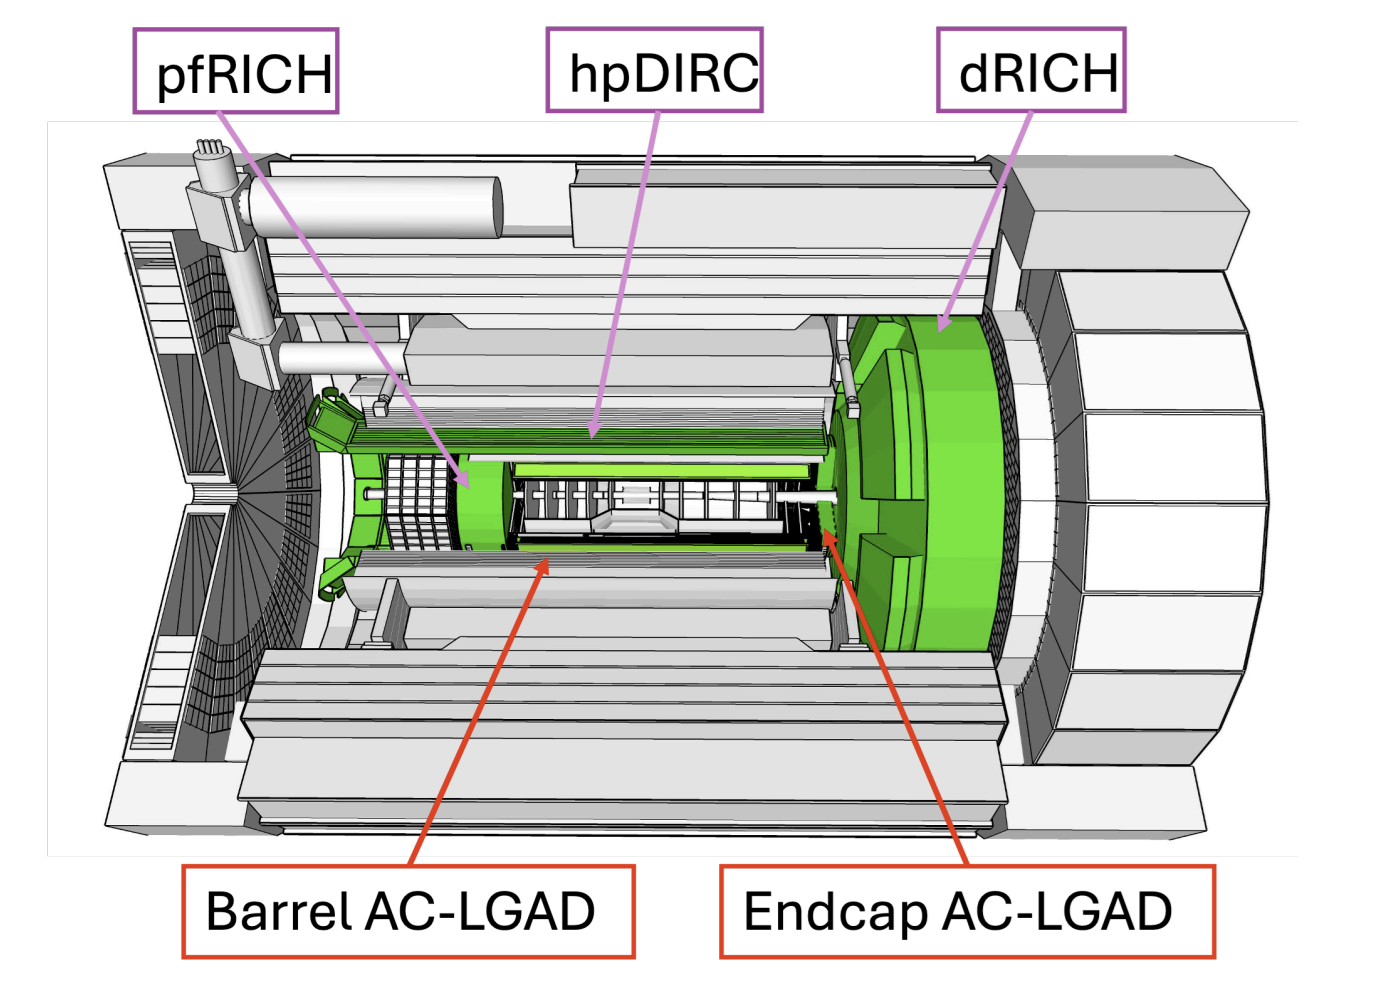 pfRICH
hpDIRC
dRICH
Barrel AC-LGAD
Endcap AC-LGAD